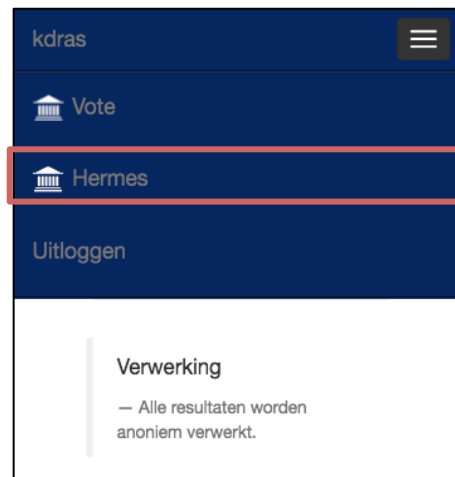 kdras
Vote
Hermes
Uitloggen
Verwerking
— Alle resultaten worden
anoniem verwerkt.